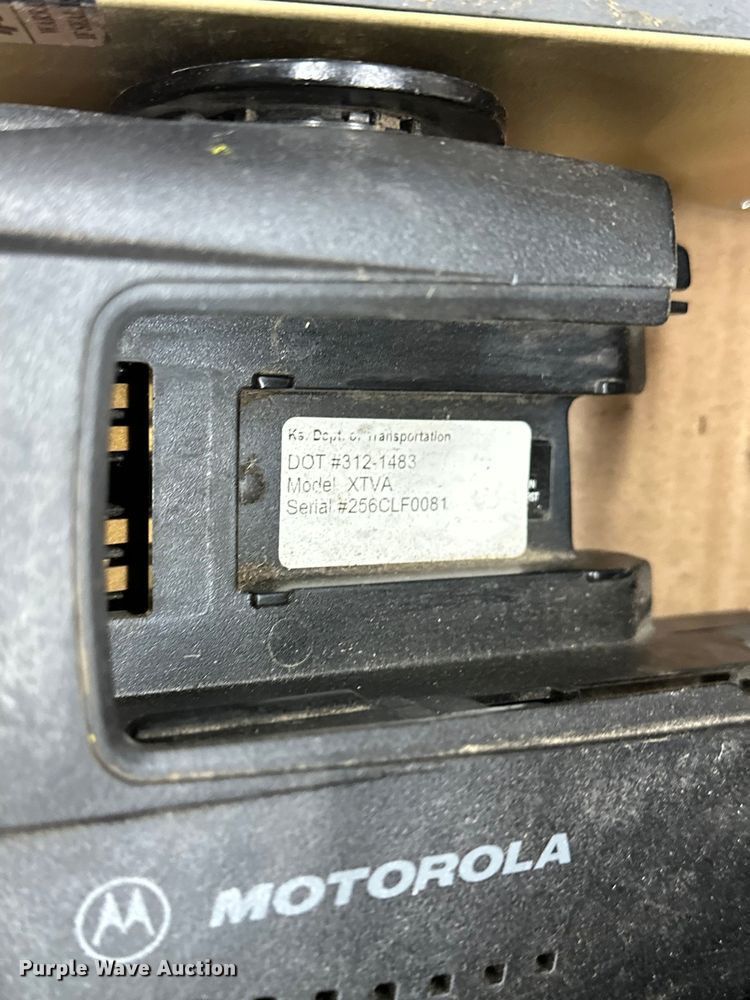 Ks. Dept. of Transportation
DOT #312-1483
Model XTVA
Serial #256CLF0081
MOTOROLA
Purple Wave Auction